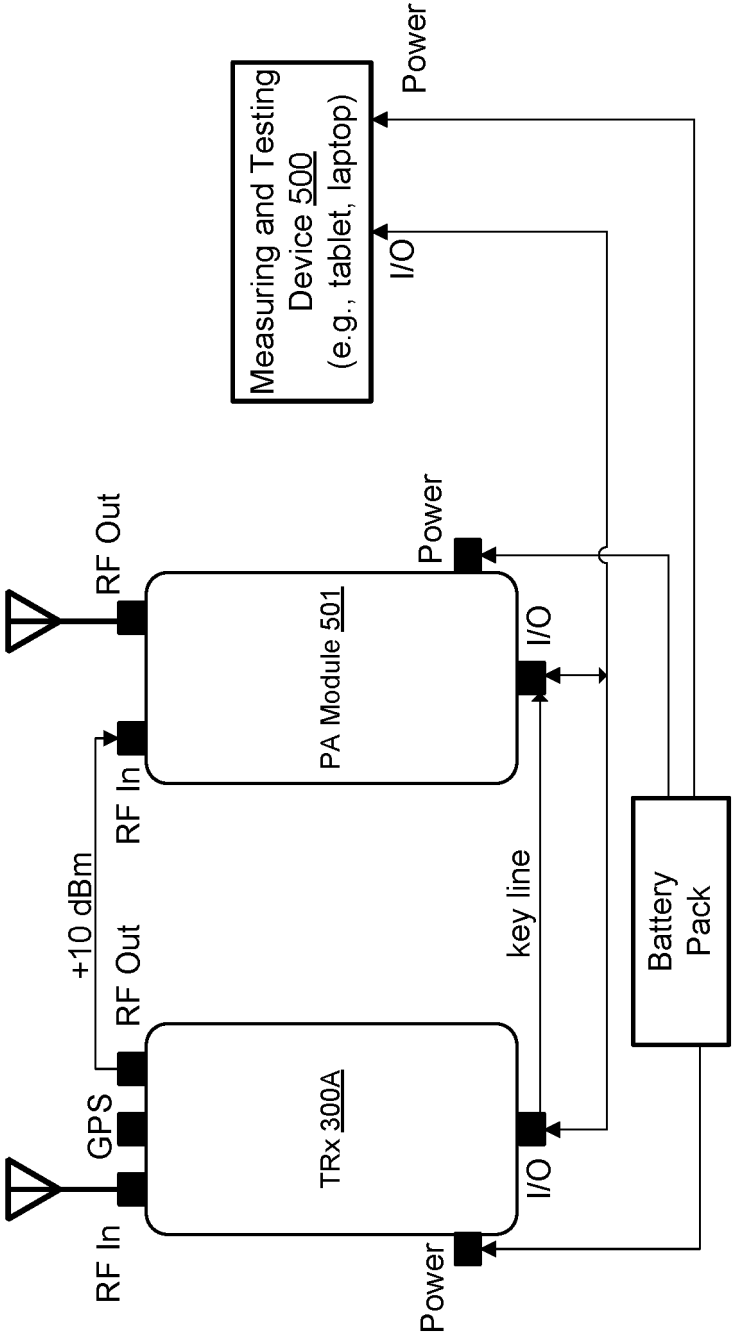 +10 dBm
RF In
GPS
RF Out
RF In
RF Out
TRx 300A
PA Module 501
Measuring and Testing
Device 500
(e.g., tablet, laptop)
Power
I/O
key line
I/O
Power
I/O
Power
Battery
Pack